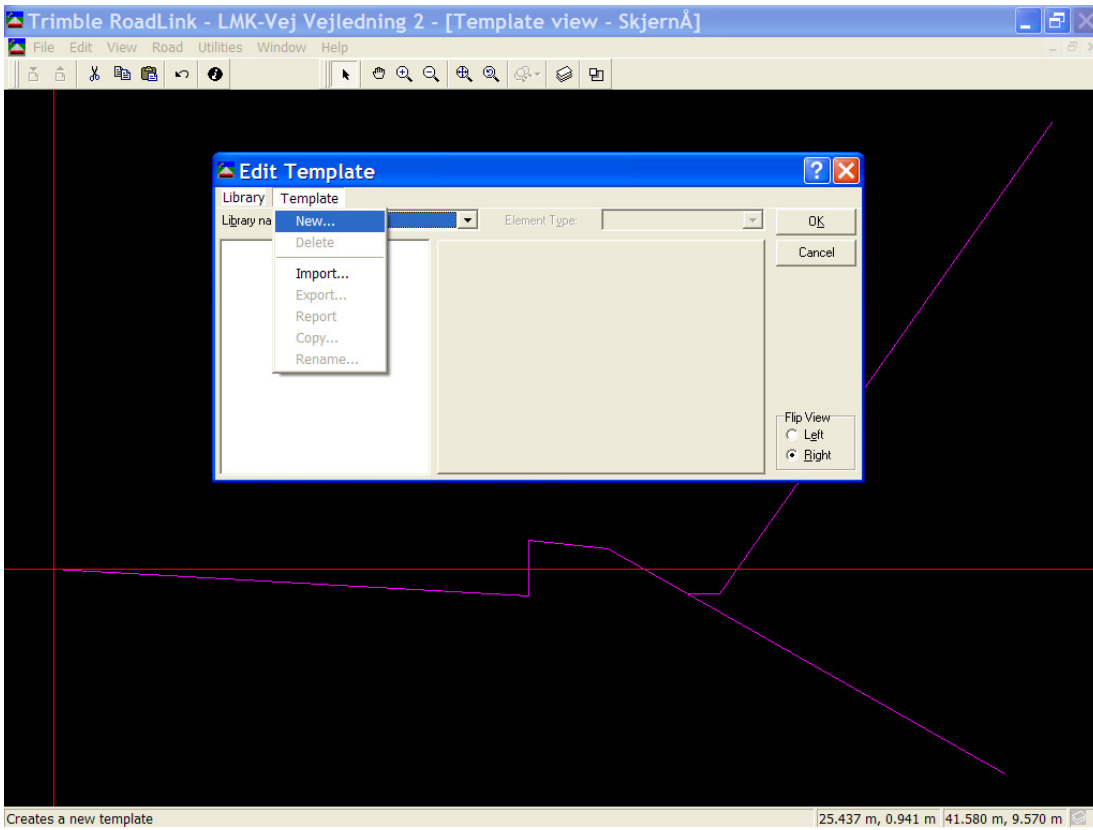 Trimble RoadLink - LMK-Vej Vejledning 2 - [Template view - SkjernÅ]
File Edit View Road Utilities Window Help
Edit Template
Library Template
Library na Element Type: OK
New...
Delete
Cancel
Import...
Export...
Report
Copy...
Rename...
Flip View
Left
Right
Creates a new template 25.437 m, 0.941 m 41.580 m, 9.570 m